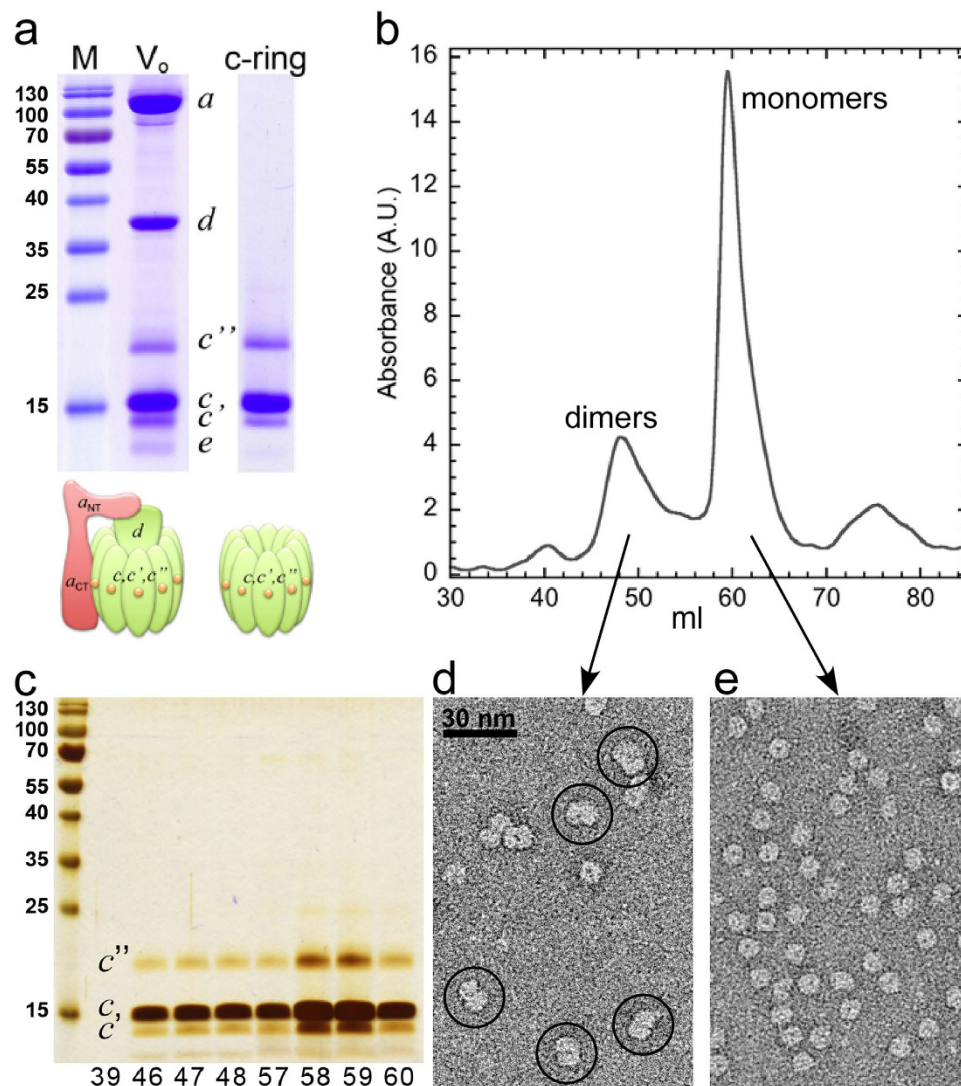 a
M Vₒ c-ring
130
100
70
55
40
35
25
15
a
d
c’’
c,
c’
e
a_NT
d
a_CT
c,c’,c’’
c,c’,c’’
b
Absorbance (A.U.)
16
14
12
10
8
6
4
2
0
monomers
dimers
30 40 50 60 70 80
ml
c
130
100
70
55
40
35
25
15
c’’
c,
c’
39 46 47 48 57 58 59 60
d
30 nm
e